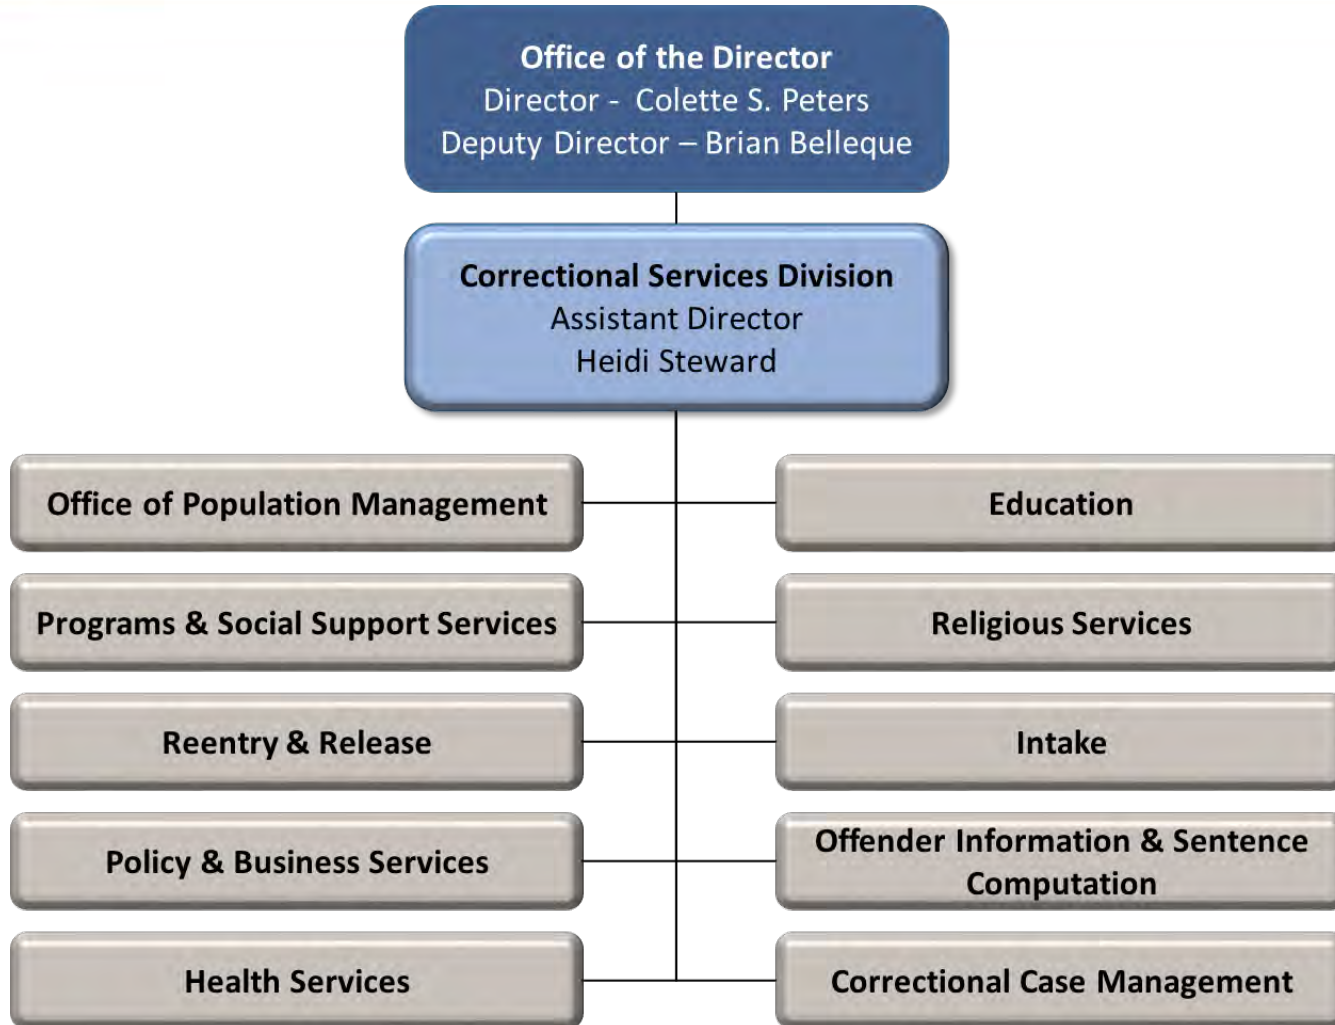 Office of the Director
Director -  Colette S. Peters
Deputy Director – Brian Belleque
Correctional Services Division
Assistant Director
Heidi Steward
Office of Population Management
Education
Programs & Social Support Services
Religious Services
Reentry & Release
Intake
Policy & Business Services
Offender Information & Sentence
Computation
Health Services
Correctional Case Management